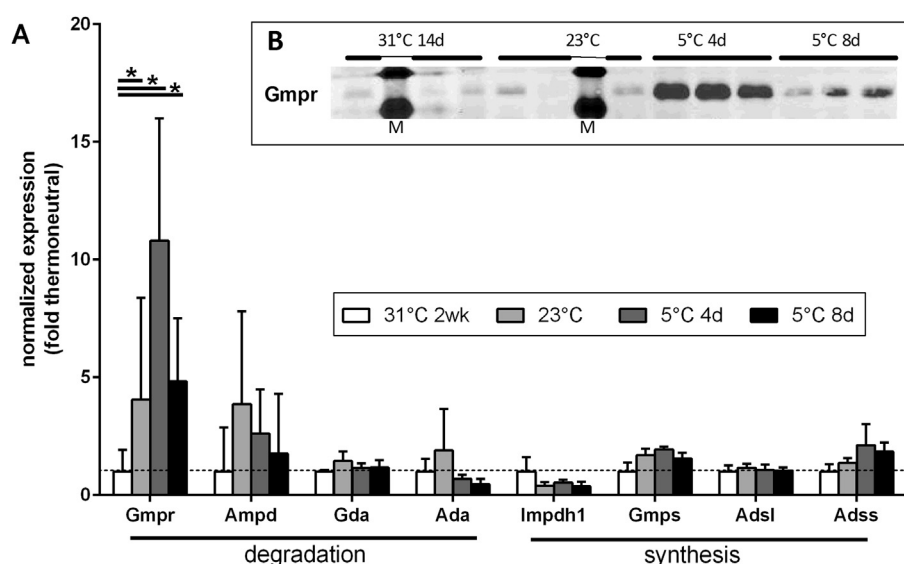 A
B
31°C 14d 23°C 5°C 4d 5°C 8d
Gmpr
M M
* * *
20
15
10
5
0
normalized expression
(fold thermoneutral)
31°C 2wk 23°C 5°C 4d 5°C 8d
Gmpr Ampd Gda Ada Impdh1 Gmps Adsl Adss
degradation synthesis